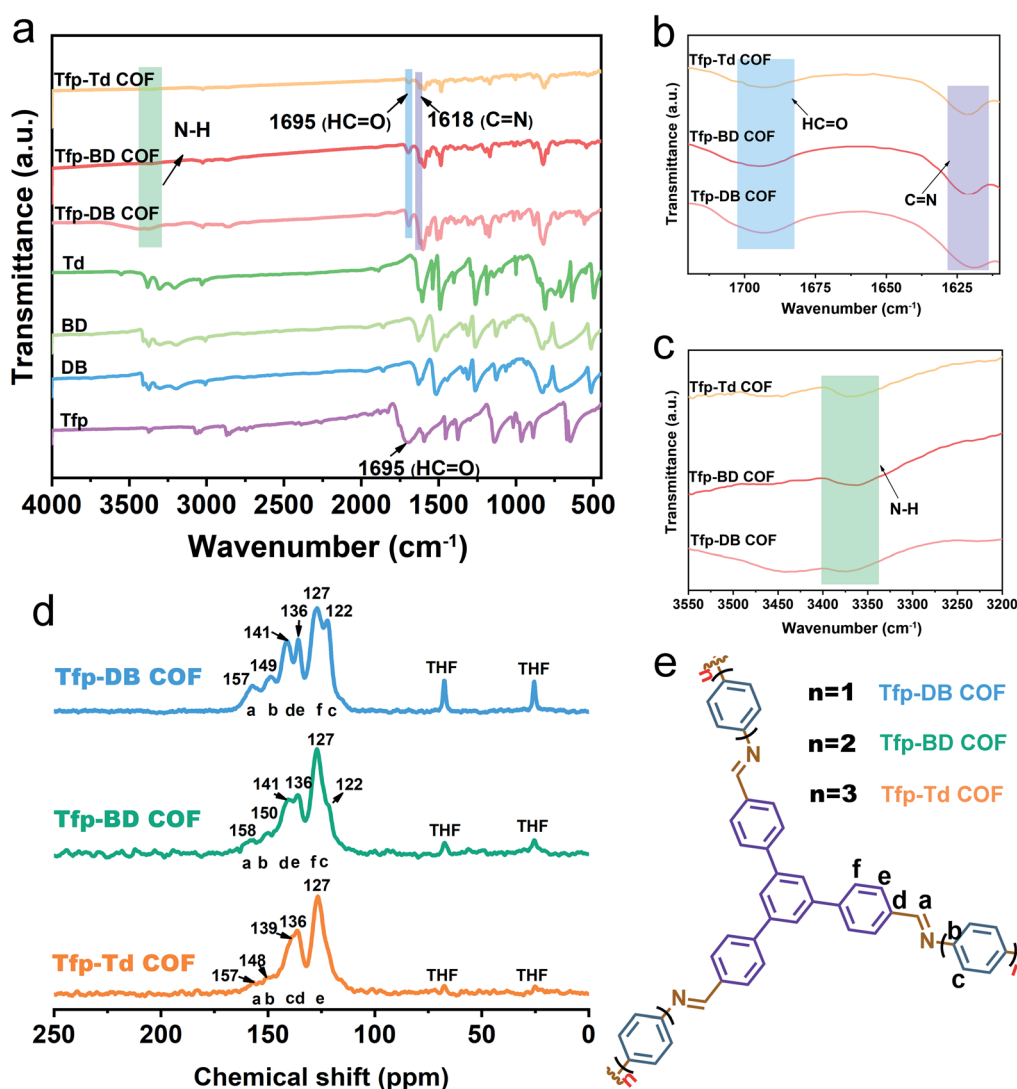 a
Transmittance (a.u.)
Tfp-Td COF
1695 (HC=O)
1618 (C=N)
N-H
Tfp-BD COF
Tfp-DB COF
Td
BD
DB
Tfp
1695 (HC=O)
4000 3500 3000 2500 2000 1500 1000 500
Wavenumber (cm-1)
b
Transmittance (a.u.)
Tfp-Td COF
HC=O
Tfp-BD COF
C=N
Tfp-DB COF
1700 1675 1650 1620
Wavenumber (cm-1)
c
Transmittance (a.u.)
Tfp-Td COF
Tfp-BD COF
N-H
Tfp-DB COF
3550 3500 3450 3400 3350 3300 3250 3200
Wavenumber (cm-1)
d
127
136 122
141
149
157
THF THF
Tfp-DB COF
a b d e f c
127
141 136 122
150
158
THF THF
Tfp-BD COF
a b d e f c
127
136
139
148
157
THF THF
Tfp-Td COF
a b c d e
250 200 150 100 50 0
Chemical shift (ppm)
e
n=1 Tfp-DB COF
n=2 Tfp-BD COF
n=3 Tfp-Td COF
n
N
f
e
d a
b
N
c
n
N
n